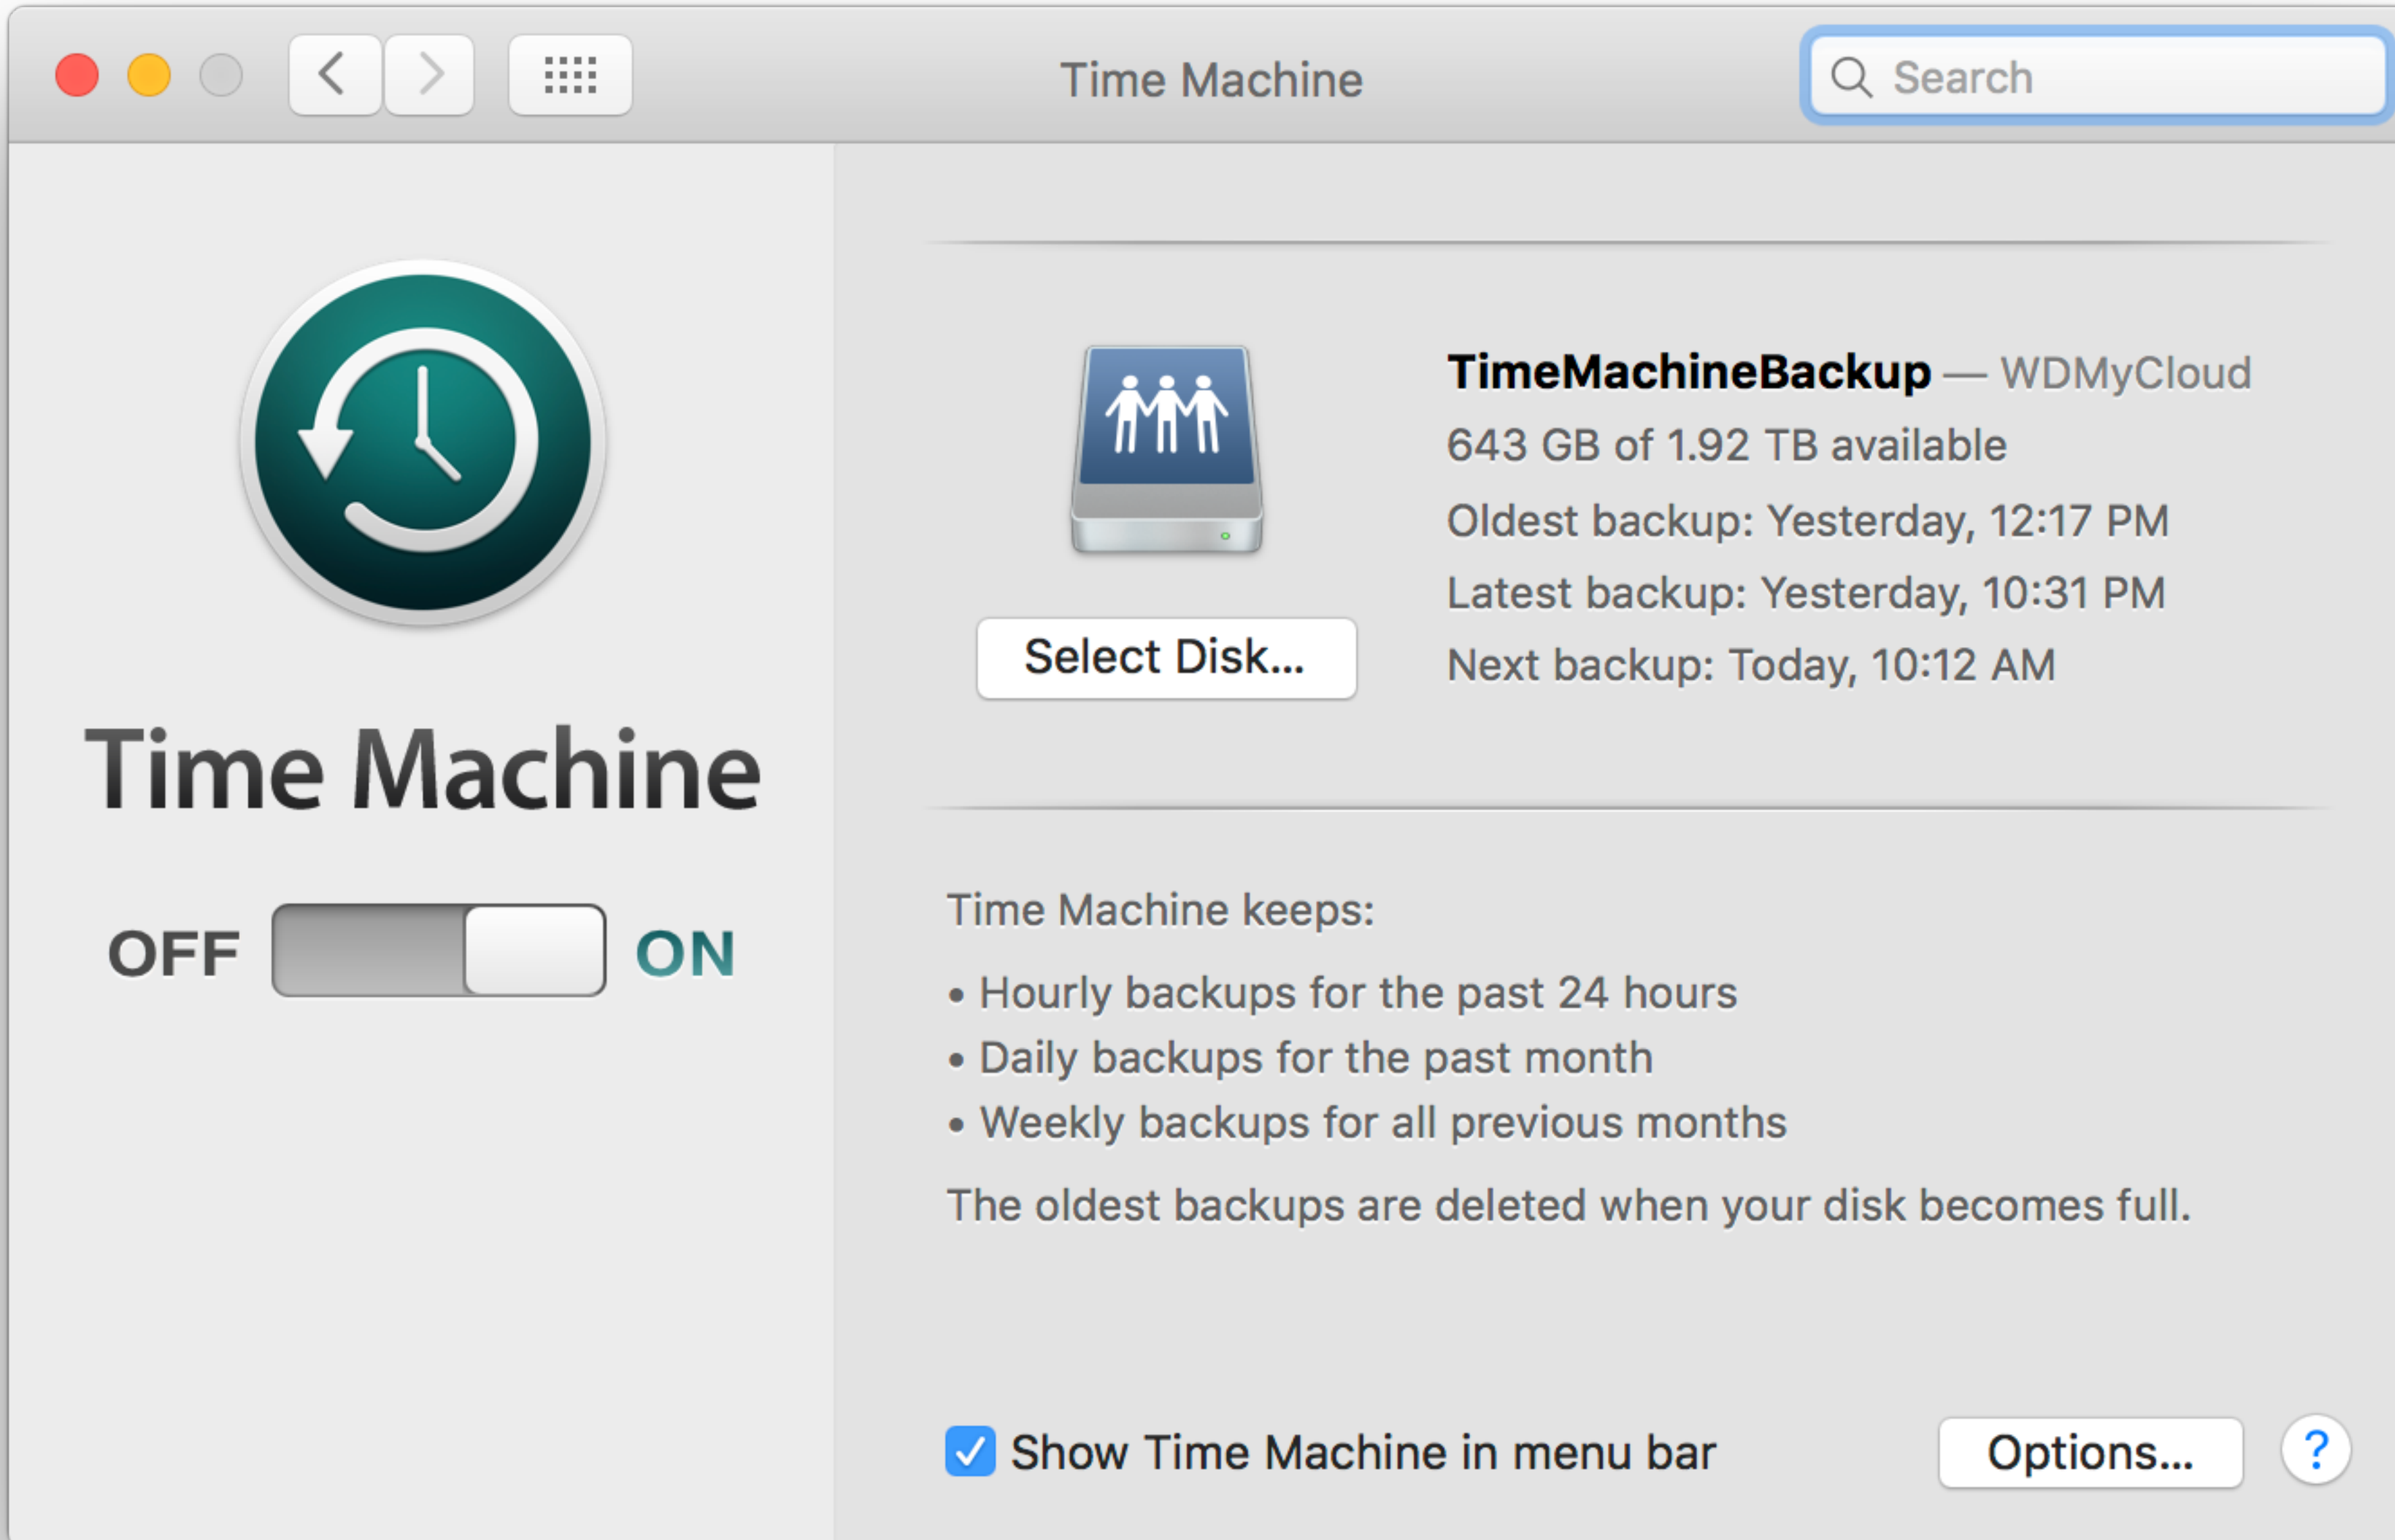 Time Machine
Search
Time Machine
OFF ON
TimeMachineBackup — WDMyCloud
643 GB of 1.92 TB available
Oldest backup: Yesterday, 12:17 PM
Latest backup: Yesterday, 10:31 PM
Next backup: Today, 10:12 AM
Select Disk...
Time Machine keeps:
• Hourly backups for the past 24 hours
• Daily backups for the past month
• Weekly backups for all previous months
The oldest backups are deleted when your disk becomes full.
Show Time Machine in menu bar
Options...
?